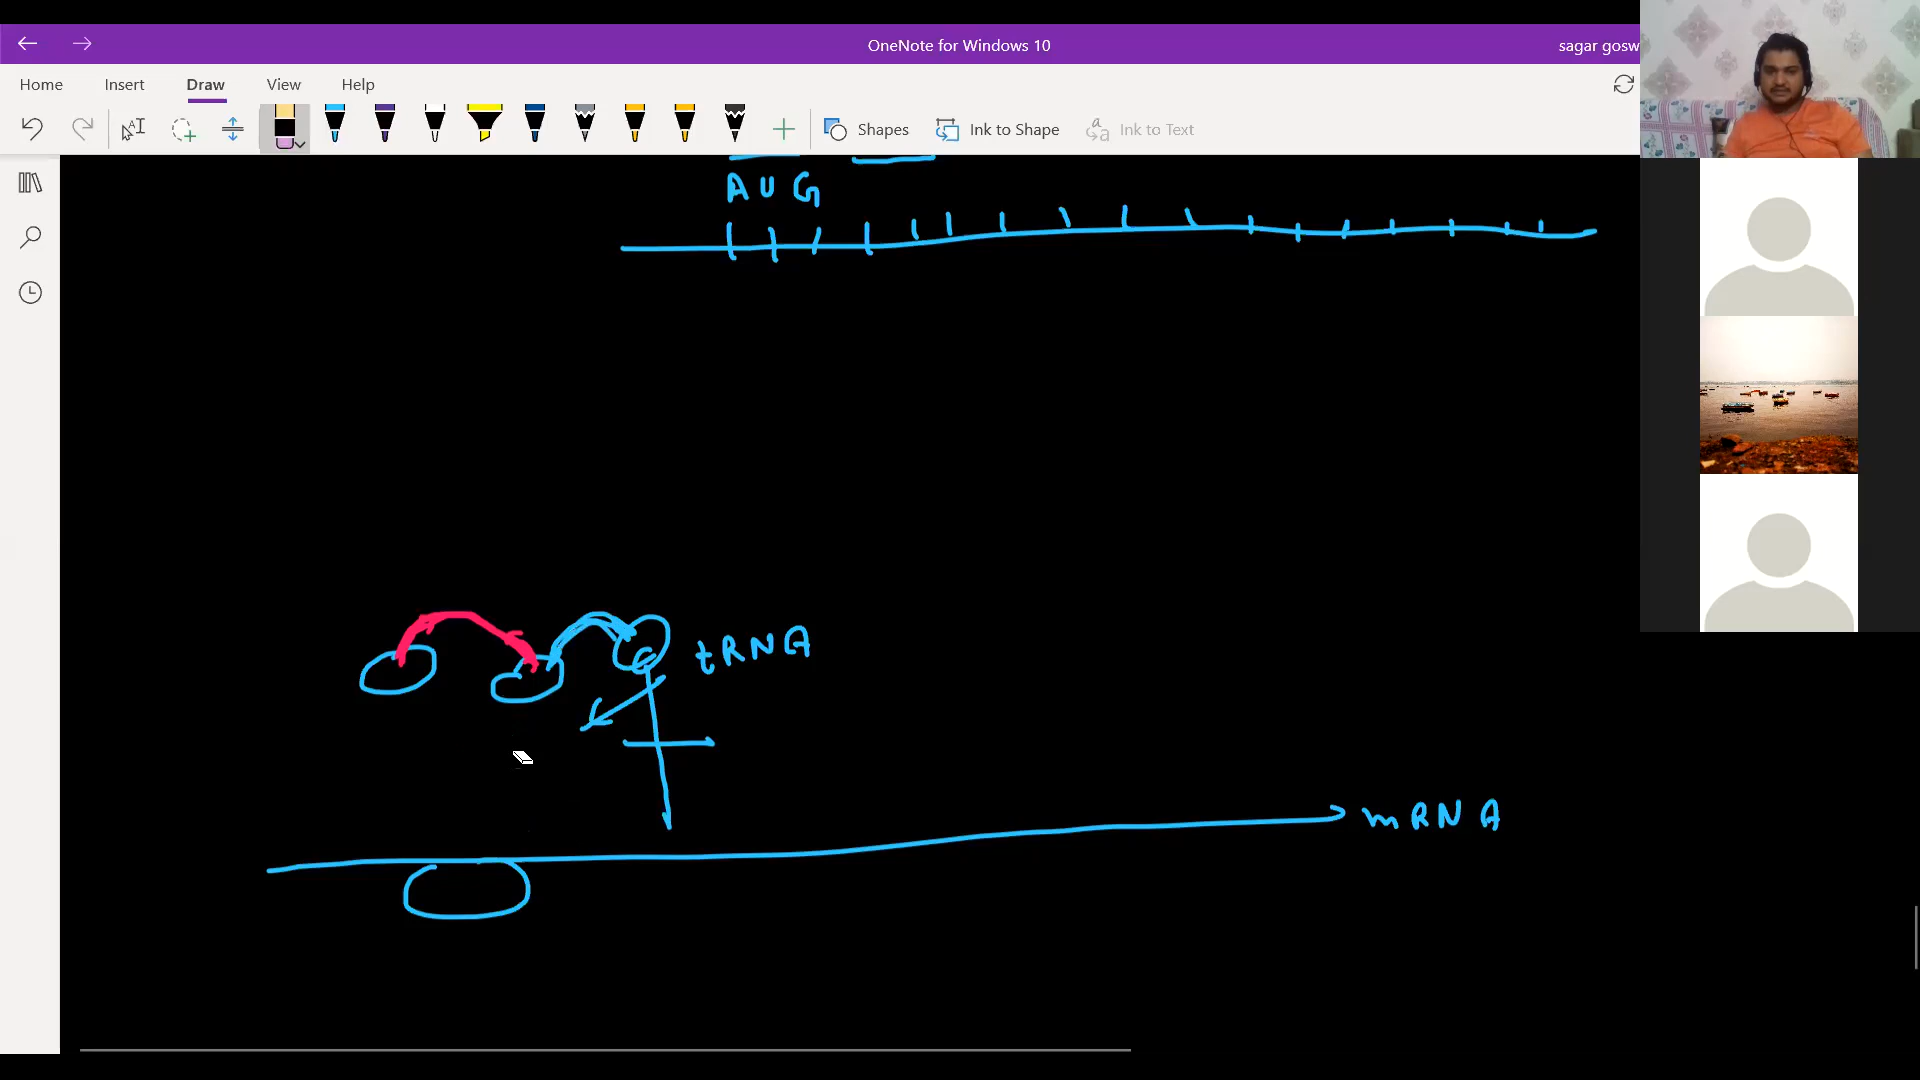 OneNote for Windows 10
sagar gosw
Home Insert Draw View Help
Shapes Ink to Shape Ink to Text
AUG
tRNA
mRNA